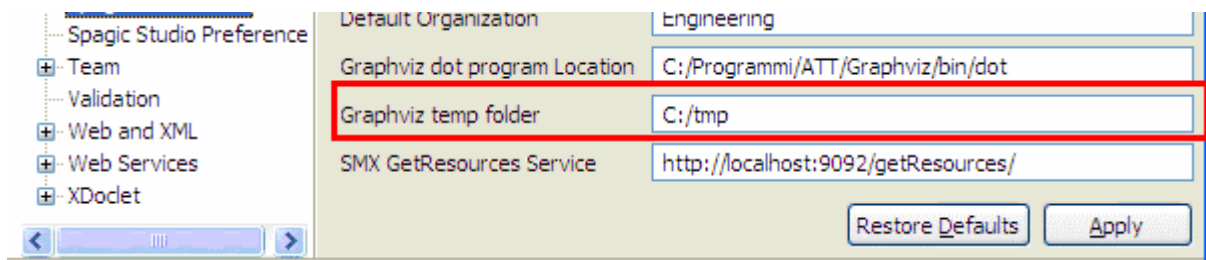 Spagic Studio Preference
Team
Validation
Web and XML
Web Services
XDoclet
Default Organization Engineering
Graphviz dot program Location C:/Programmi/ATT/Graphviz/bin/dot
Graphviz temp folder C:/tmp
SMX GetResources Service http://localhost:9092/getResources/
Restore Defaults Apply